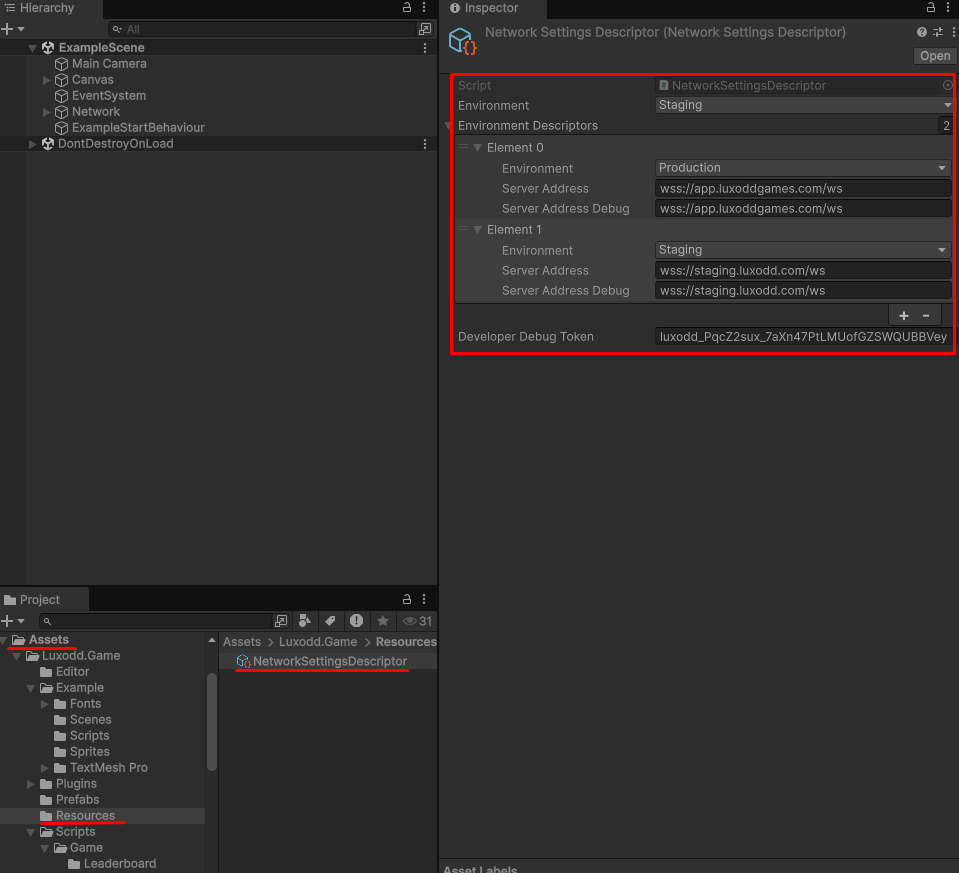 Hierarchy
All
ExampleScene
Main Camera
Canvas
EventSystem
Network
ExampleStartBehaviour
DontDestroyOnLoad
Inspector
Network Settings Descriptor (Network Settings Descriptor)
Open
Script NetworkSettingsDescriptor
Environment Staging
Environment Descriptors 2
Element 0
Environment Production
Server Address wss://app.luxoddgames.com/ws
Server Address Debug wss://app.luxoddgames.com/ws
Element 1
Environment Staging
Server Address wss://staging.luxodd.com/ws
Server Address Debug wss://staging.luxodd.com/ws
Developer Debug Token luxodd_PqcZ2sux_7aXn47PtLMUofGZSWQUBBVey
Project
31
Assets
Luxodd.Game
Editor
Example
Fonts
Scenes
Scripts
Sprites
TextMesh Pro
Plugins
Prefabs
Resources
Scripts
Game
Leaderboard
Assets > Luxodd.Game > Resources
NetworkSettingsDescriptor
Asset Labels